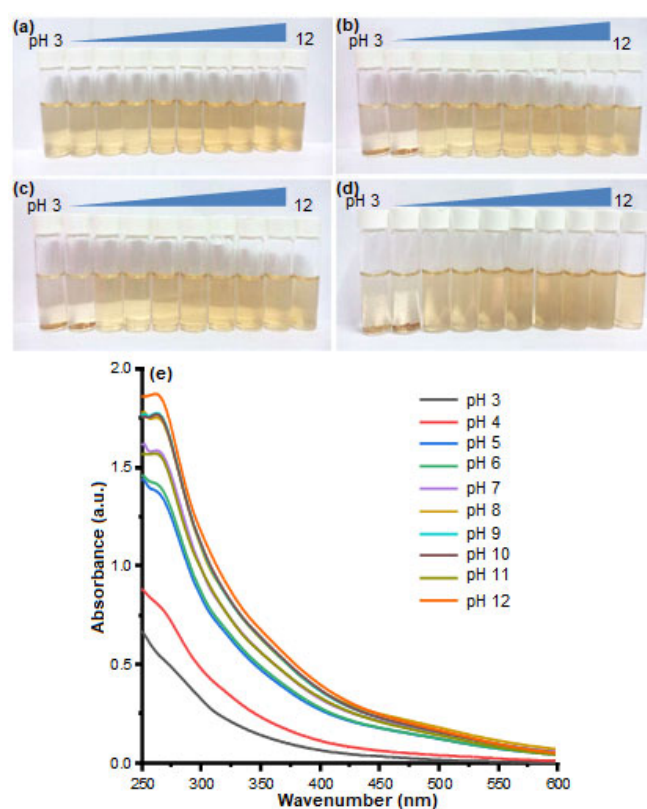 (a)
pH 3
12
(b)
pH 3
12
(c)
pH 3
12
(d)
pH 3
12
(e)
2.0
1.5
1.0
0.5
0.0
Absorbance (a.u.)
pH 3
pH 4
pH 5
pH 6
pH 7
pH 8
pH 9
pH 10
pH 11
pH 12
250 300 350 400 450 500 550 600
Wavenumber (nm)